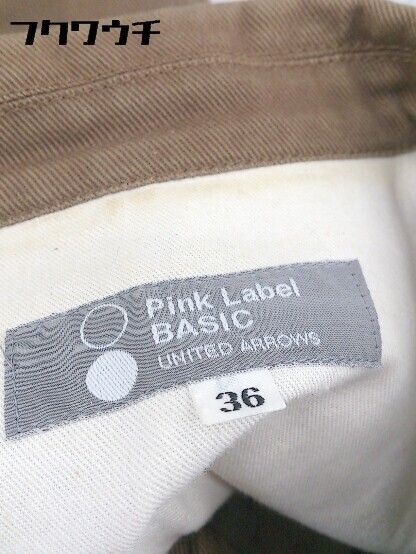 フクワウチ
Pink Label
BASIC
UNITED ARROWS
36